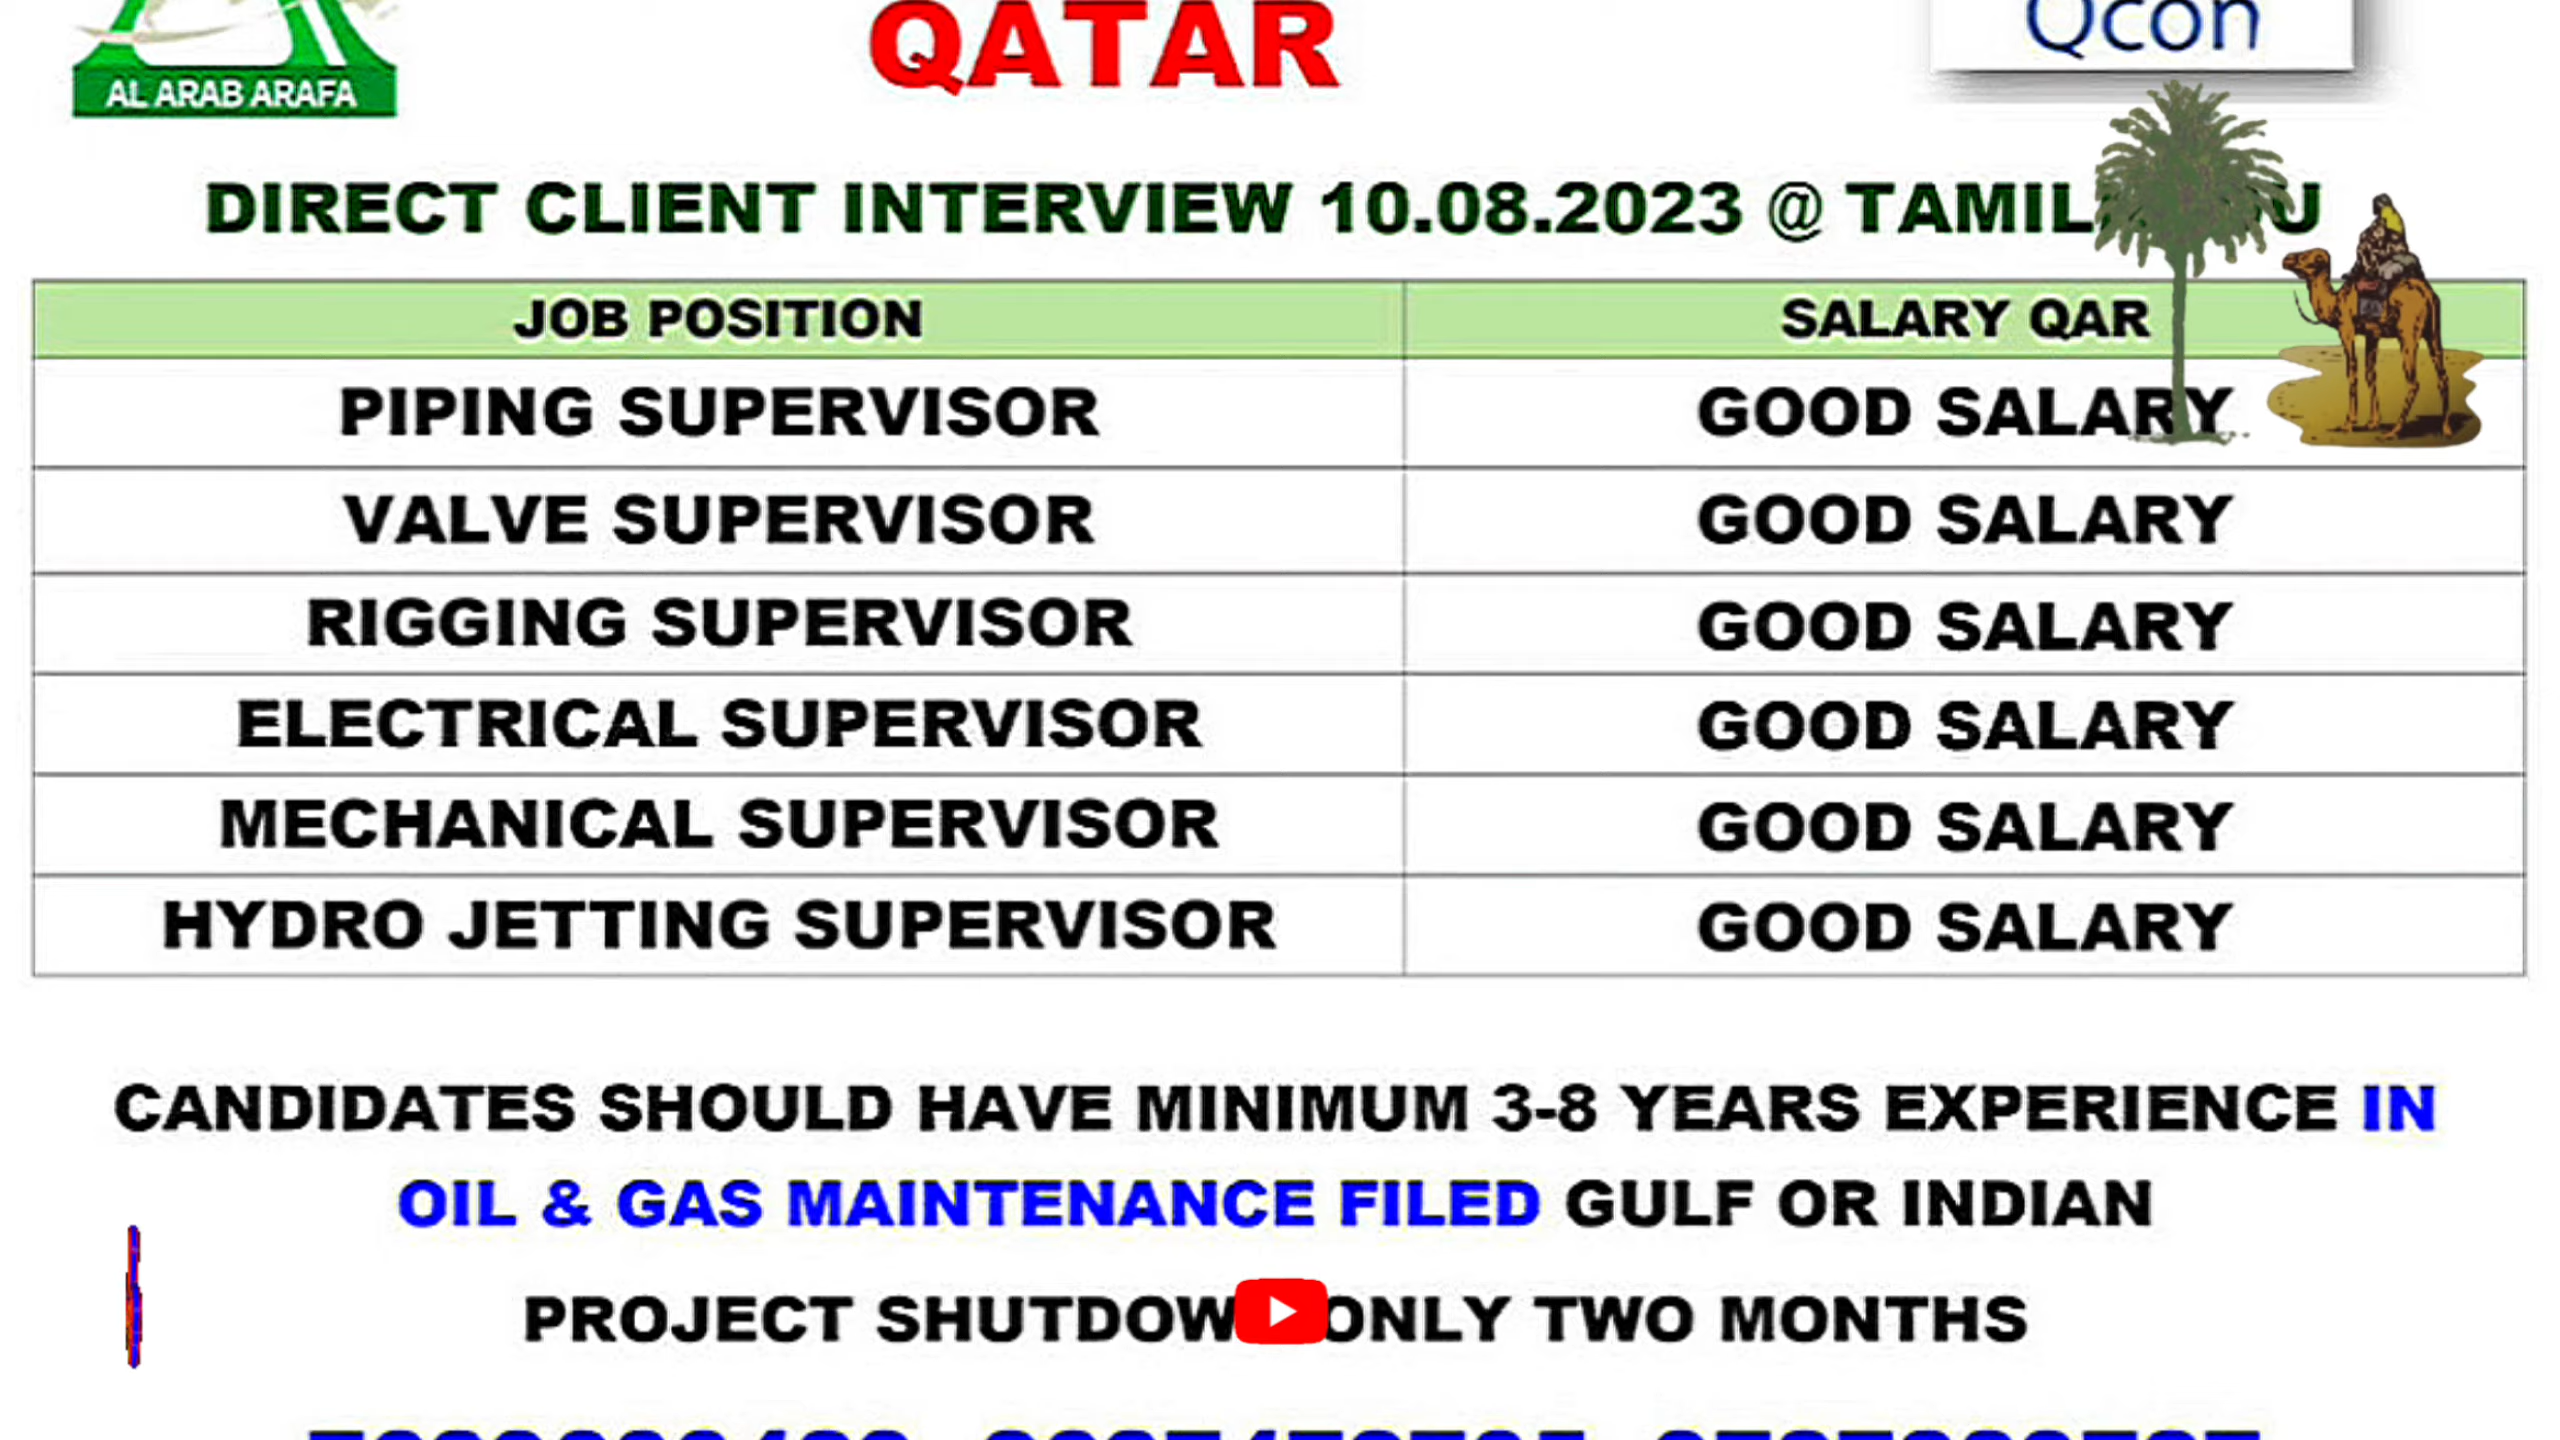 QATAR
Qcon
AL ARAB ARAFA
DIRECT CLIENT INTERVIEW 10.08.2023 @
JOB POSITION SALARY QAR
PIPING SUPERVISOR GOOD SALARY
VALVE SUPERVISOR GOOD SALARY
RIGGING SUPERVISOR GOOD SALARY
ELECTRICAL SUPERVISOR GOOD SALARY
MECHANICAL SUPERVISOR GOOD SALARY
HYDRO JETTING SUPERVISOR GOOD SALARY
CANDIDATES SHOULD HAVE MINIMUM 3-8 YEARS EXPERIENCE IN
OIL & GAS MAINTENANCE FILED GULF OR INDIAN
PROJECT ONLY TWO MONTHS